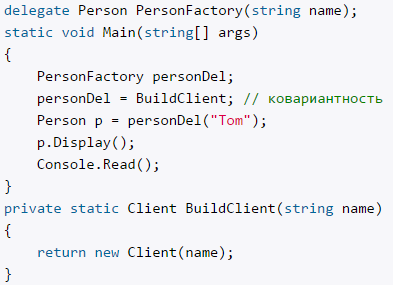 delegate Person PersonFactory(string name);
static void Main(string[] args)
{
    PersonFactory personDel;
    personDel = BuildClient; // ковариантность
    Person p = personDel("Tom");
    p.Display();
    Console.Read();
}
private static Client BuildClient(string name)
{
    return new Client(name);
}